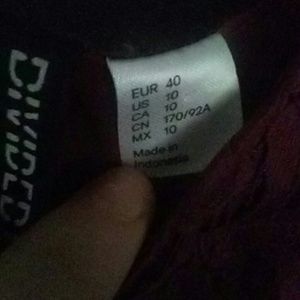 DIVIDED
EUR 40
US 10
CA 10
CN 170/92A
MX 10
Made in
Indonesia